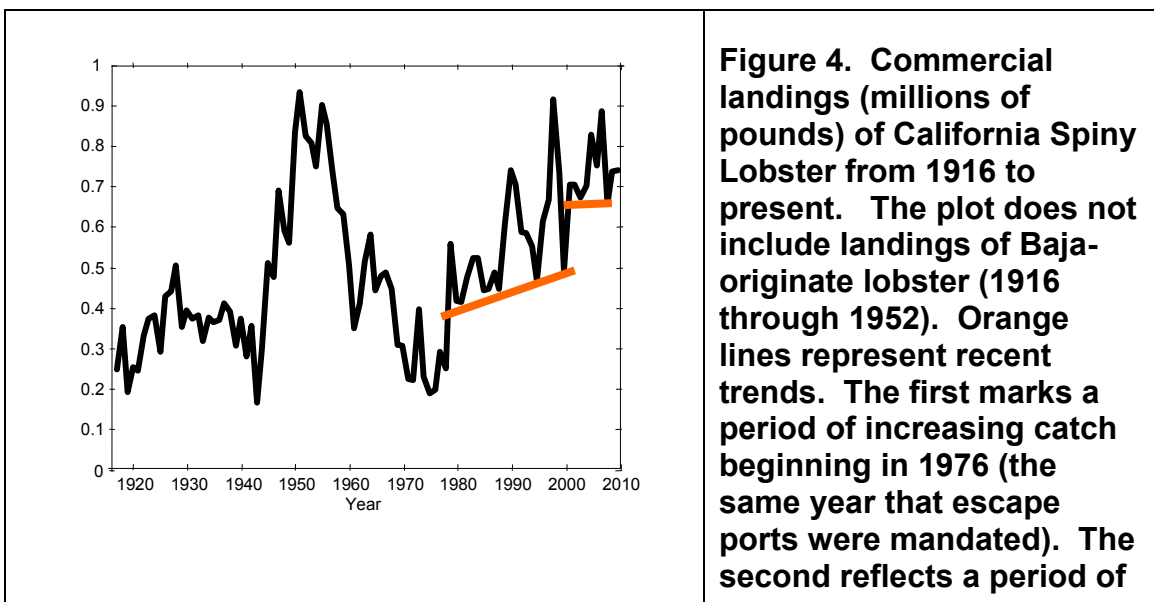 1
0.9
0.8
0.7
0.6
0.5
0.4
0.3
0.2
0.1
0
1920 1930 1940 1950 1960 1970 1980 1990 2000 2010
Year
Figure 4. Commercial
landings (millions of
pounds) of California Spiny
Lobster from 1916 to
present. The plot does not
include landings of Baja-
originate lobster (1916
through 1952). Orange
lines represent recent
trends. The first marks a
period of increasing catch
beginning in 1976 (the
same year that escape
ports were mandated). The
second reflects a period of